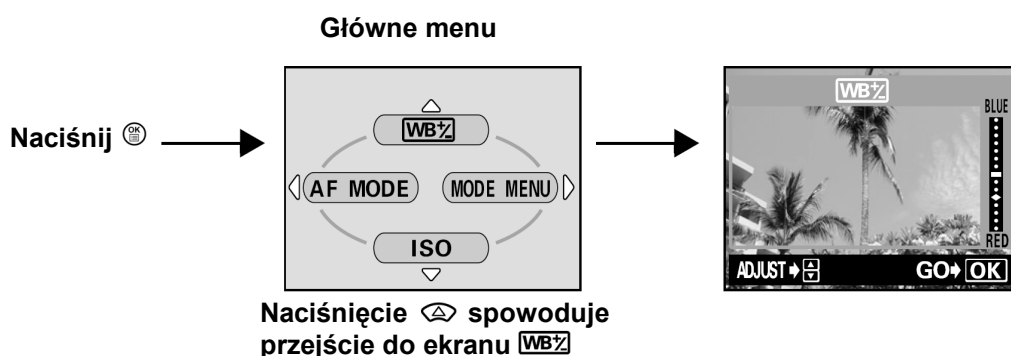 Główne menu
Naciśnij OK
WB+/-
AF MODE
MODE MENU
ISO
Naciśnięcie spowoduje
przejście do ekranu WB+/-
WB+/-
BLUE
RED
ADJUST
GO OK